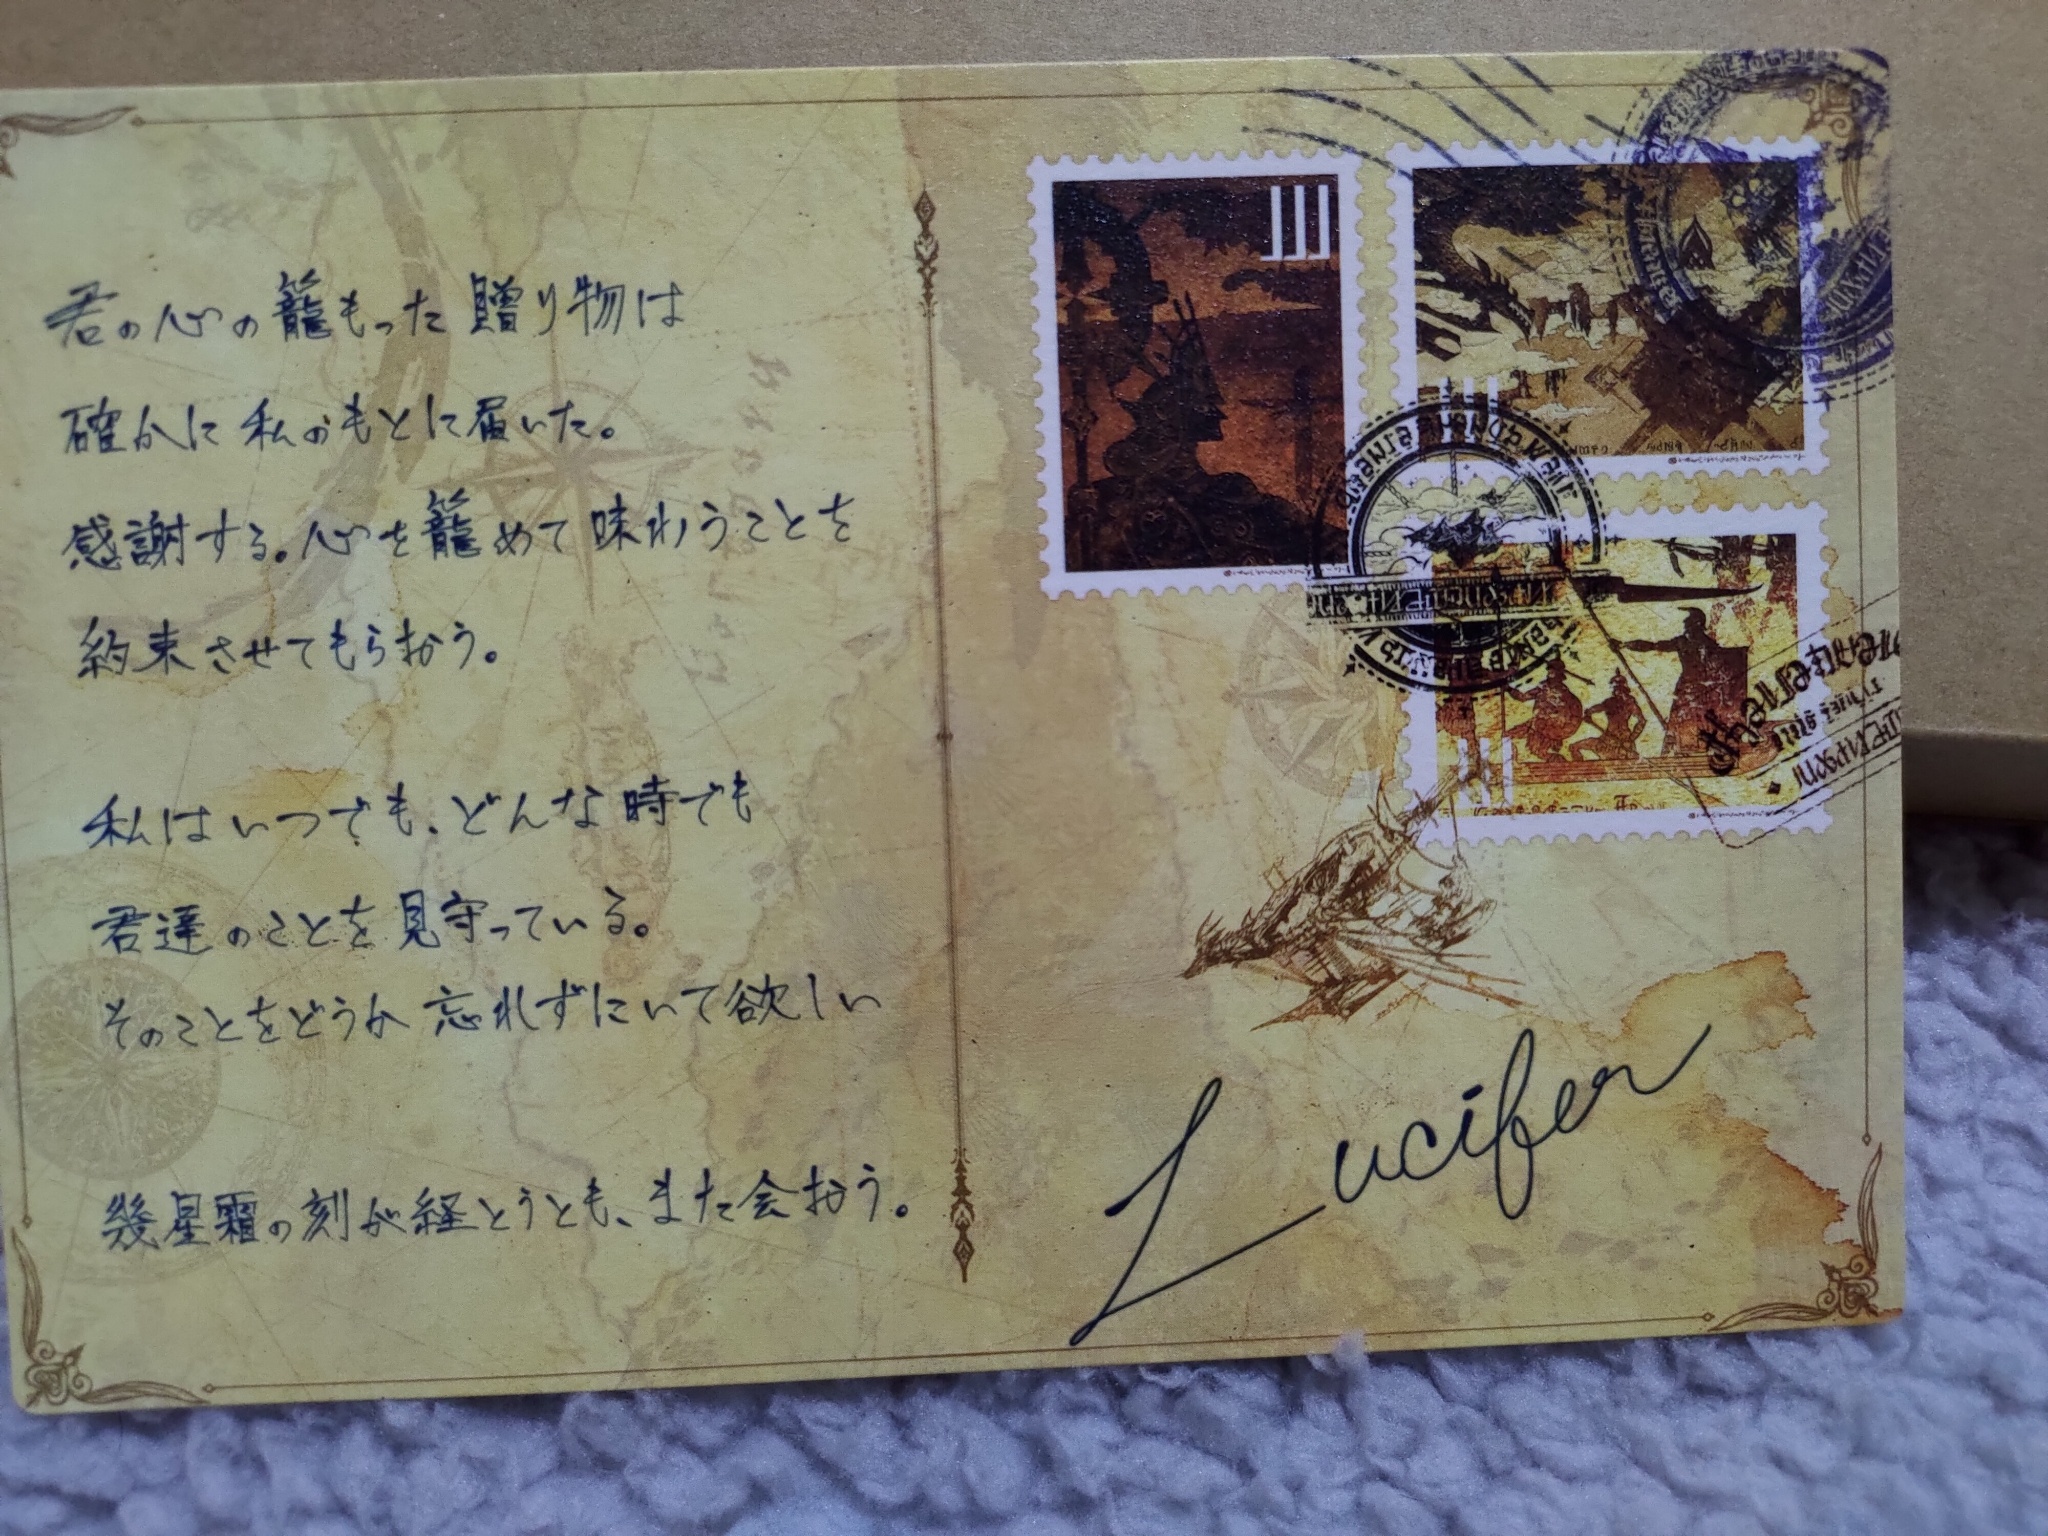 君の心の籠もった贈り物は
確かに私のもとに届いた。
感謝する。心を籠めて味わうことを
約束させてもらおう。
私はいつでも、どんな時でも
君達のことを見守っている。
そのことをどうか忘れずにいて欲しい
幾星霜の刻が経とうとも、また会おう。
Lucifer